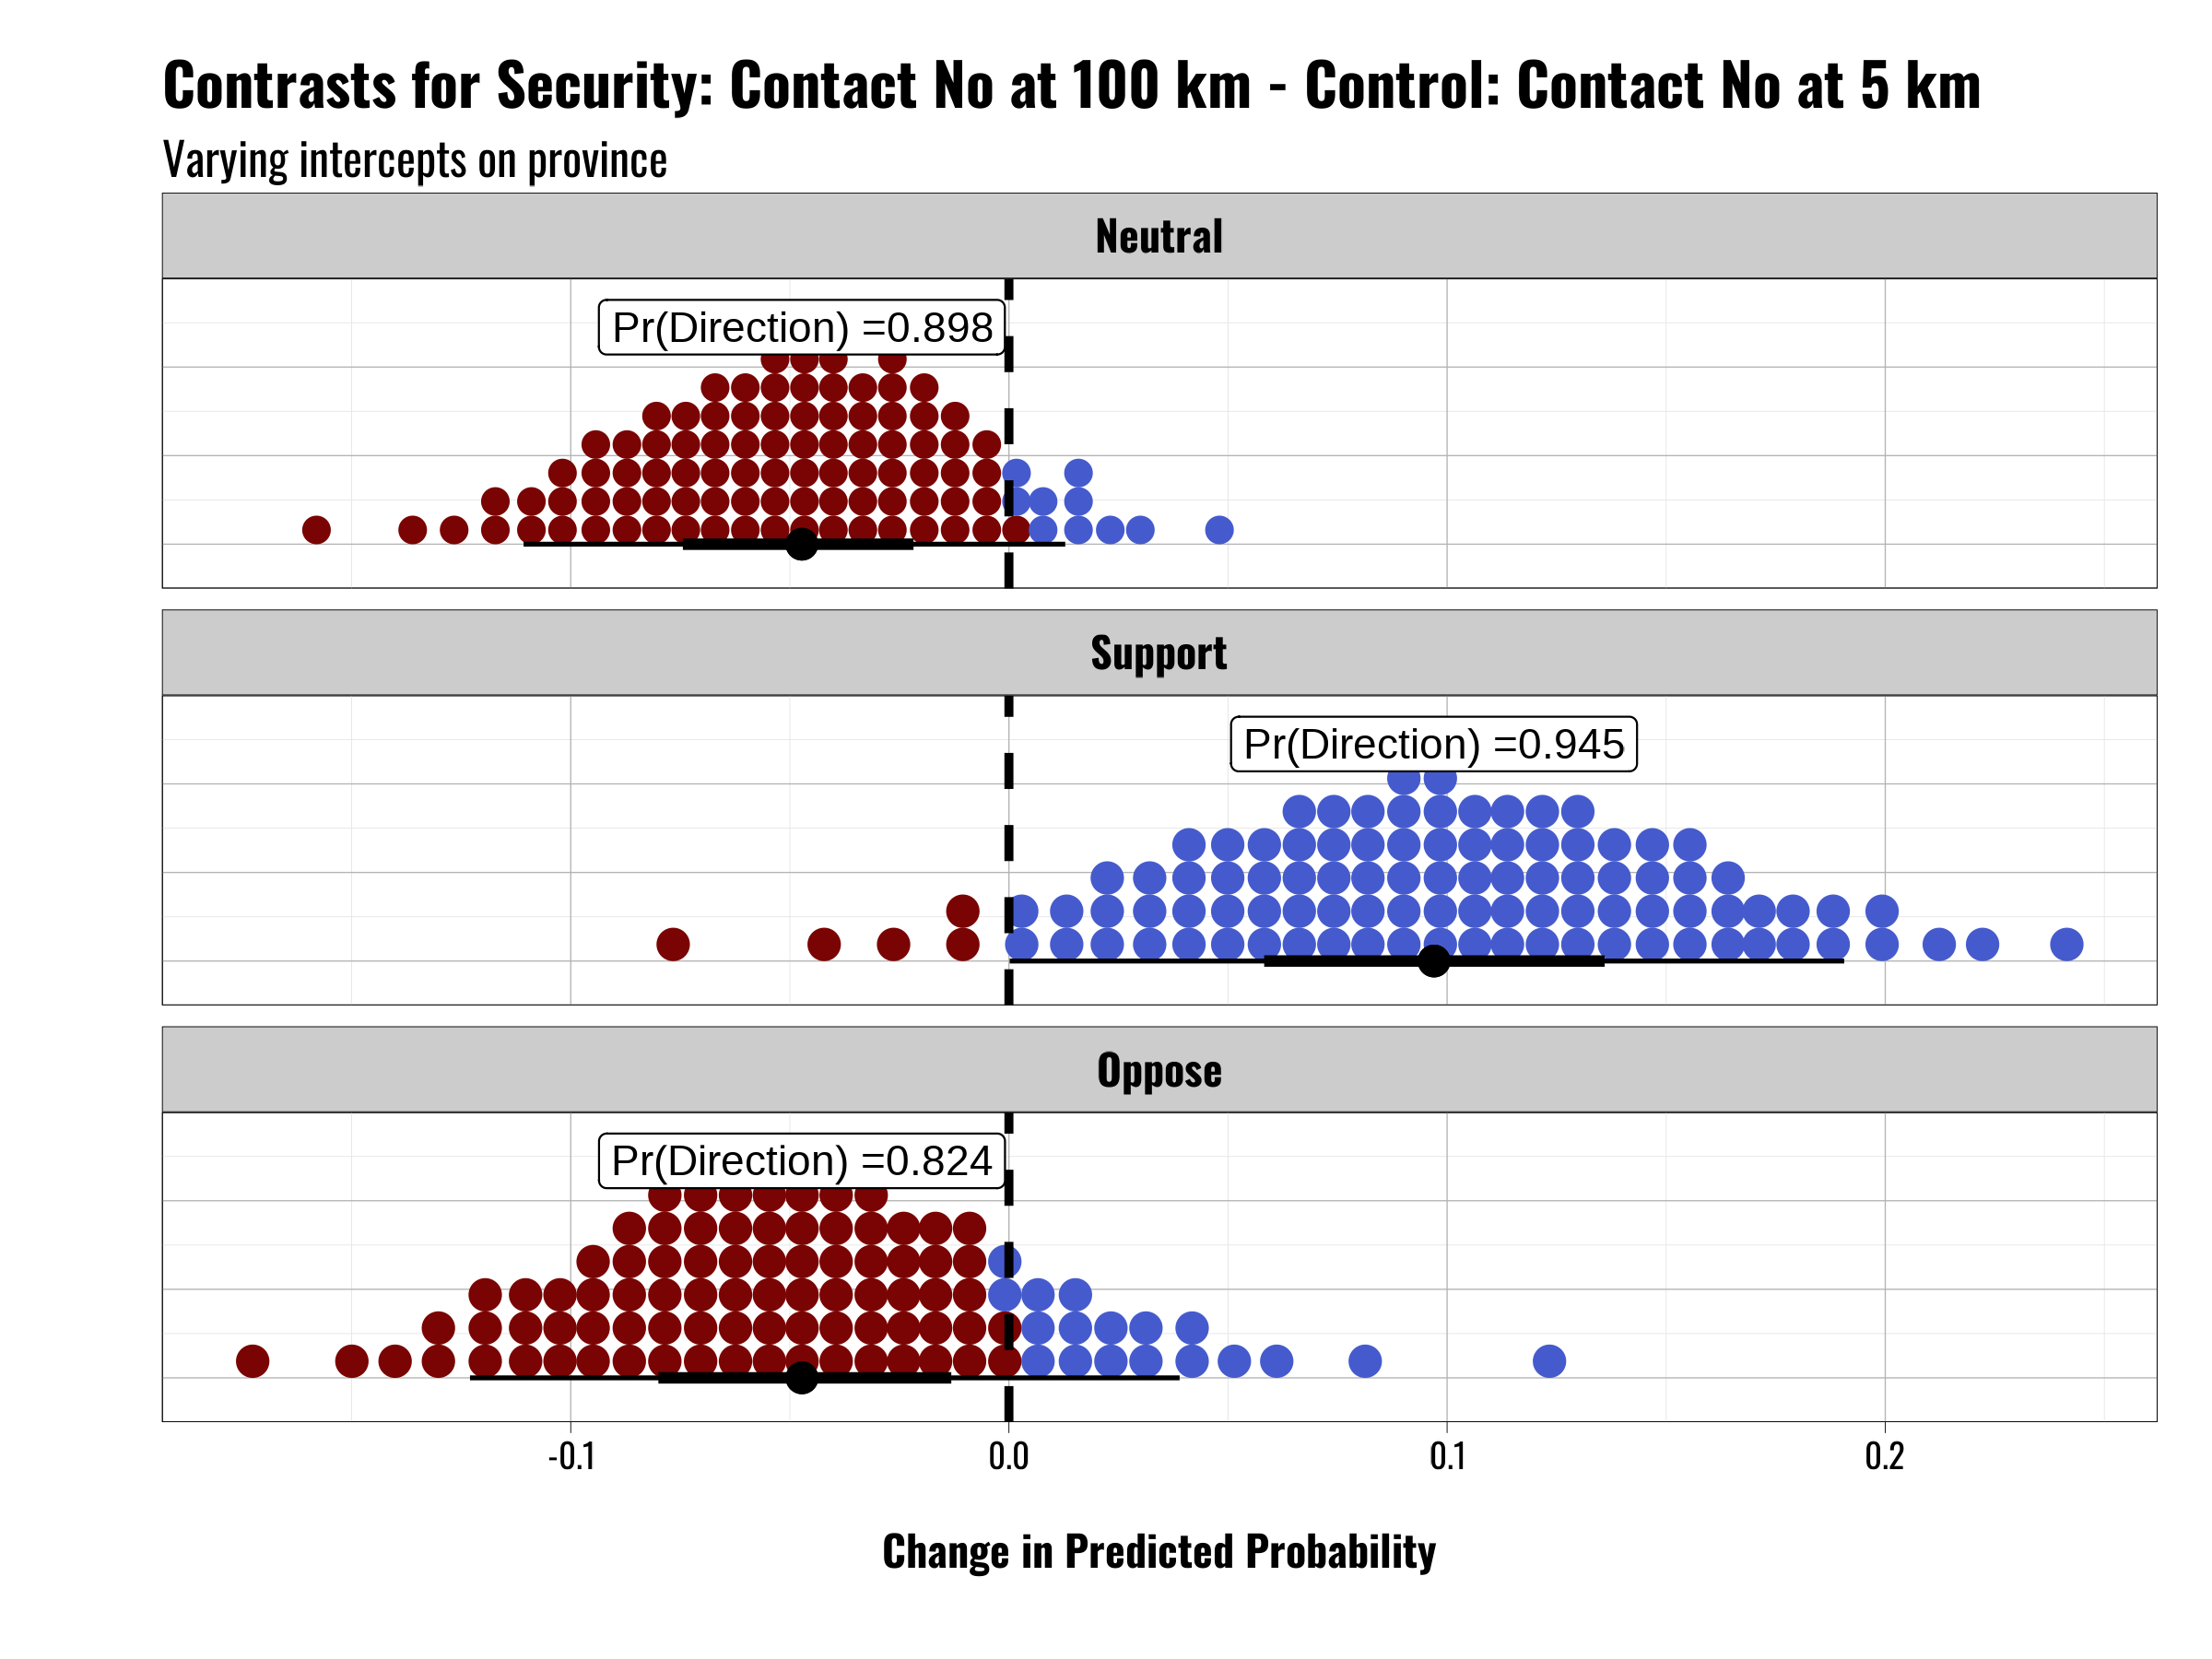 Contrasts for Security: Contact No at 100 km - Control: Contact No at 5 km
Varying intercepts on province
Neutral
Pr(Direction) =0.898
Support
Pr(Direction) =0.945
Oppose
Pr(Direction) =0.824
-0.1 0.0 0.1 0.2
Change in Predicted Probability